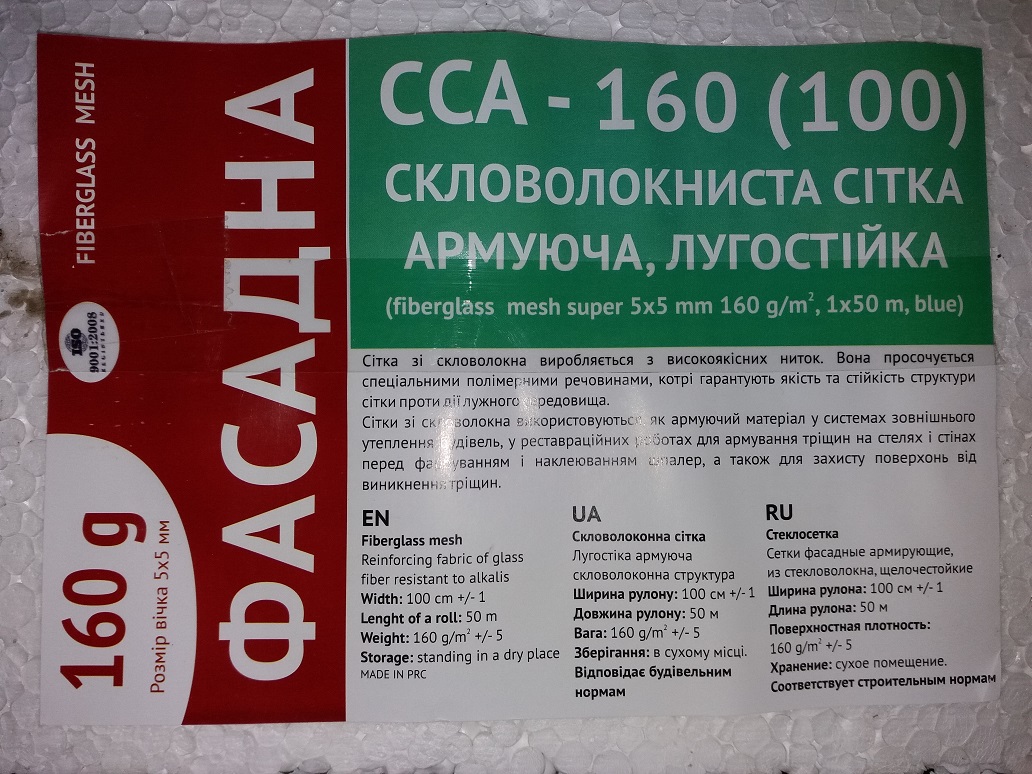 FIBERGLASS MESH
ISO
9001:2008
REGISTERED
ФАСАДНА
160 g
Розмір вічка 5x5 мм
ССА - 160 (100)
СКЛОВОЛОКНИСТА СІТКА
АРМУЮЧА, ЛУГОСТІЙКА
(fiberglass mesh super 5x5 mm 160 g/m², 1x50 m, blue)
Сітка зі скловолокна виробляється з високоякісних ниток. Вона просочується
спеціальними полімерними речовинами, котрі гарантують якість та стійкість структури
сітки проти дії лужного середовища.
Сітки зі скловолокна використовуються як армуючий матеріал у системах зовнішнього
утеплення будівель, у реставраційних роботах для армування тріщин на стелях і стінах
перед фарбуванням і наклеюванням шпалер, а також для захисту поверхонь від
виникнення тріщин.
EN
Fiberglass mesh
Reinforcing fabric of glass
fiber resistant to alkalis
Width: 100 cm +/- 1
Lenght of a roll: 50 m
Weight: 160 g/m² +/- 5
Storage: standing in a dry place
MADE IN PRC
UA
Скловолоконна сітка
Лугостіка армуюча
скловолоконна структура
Ширина рулону: 100 см +/- 1
Довжина рулону: 50 м
Вага: 160 g/m² +/- 5
Зберігання: в сухому місці.
Відповідає будівельним
нормам
RU
Стеклосетка
Сетки фасадные армирующие,
из стекловолокна, щелочестойкие
Ширина рулона: 100 см +/- 1
Длина рулона: 50 м
Поверхностная плотность:
160 g/m² +/- 5
Хранение: сухое помещение.
Соответствует строительным нормам